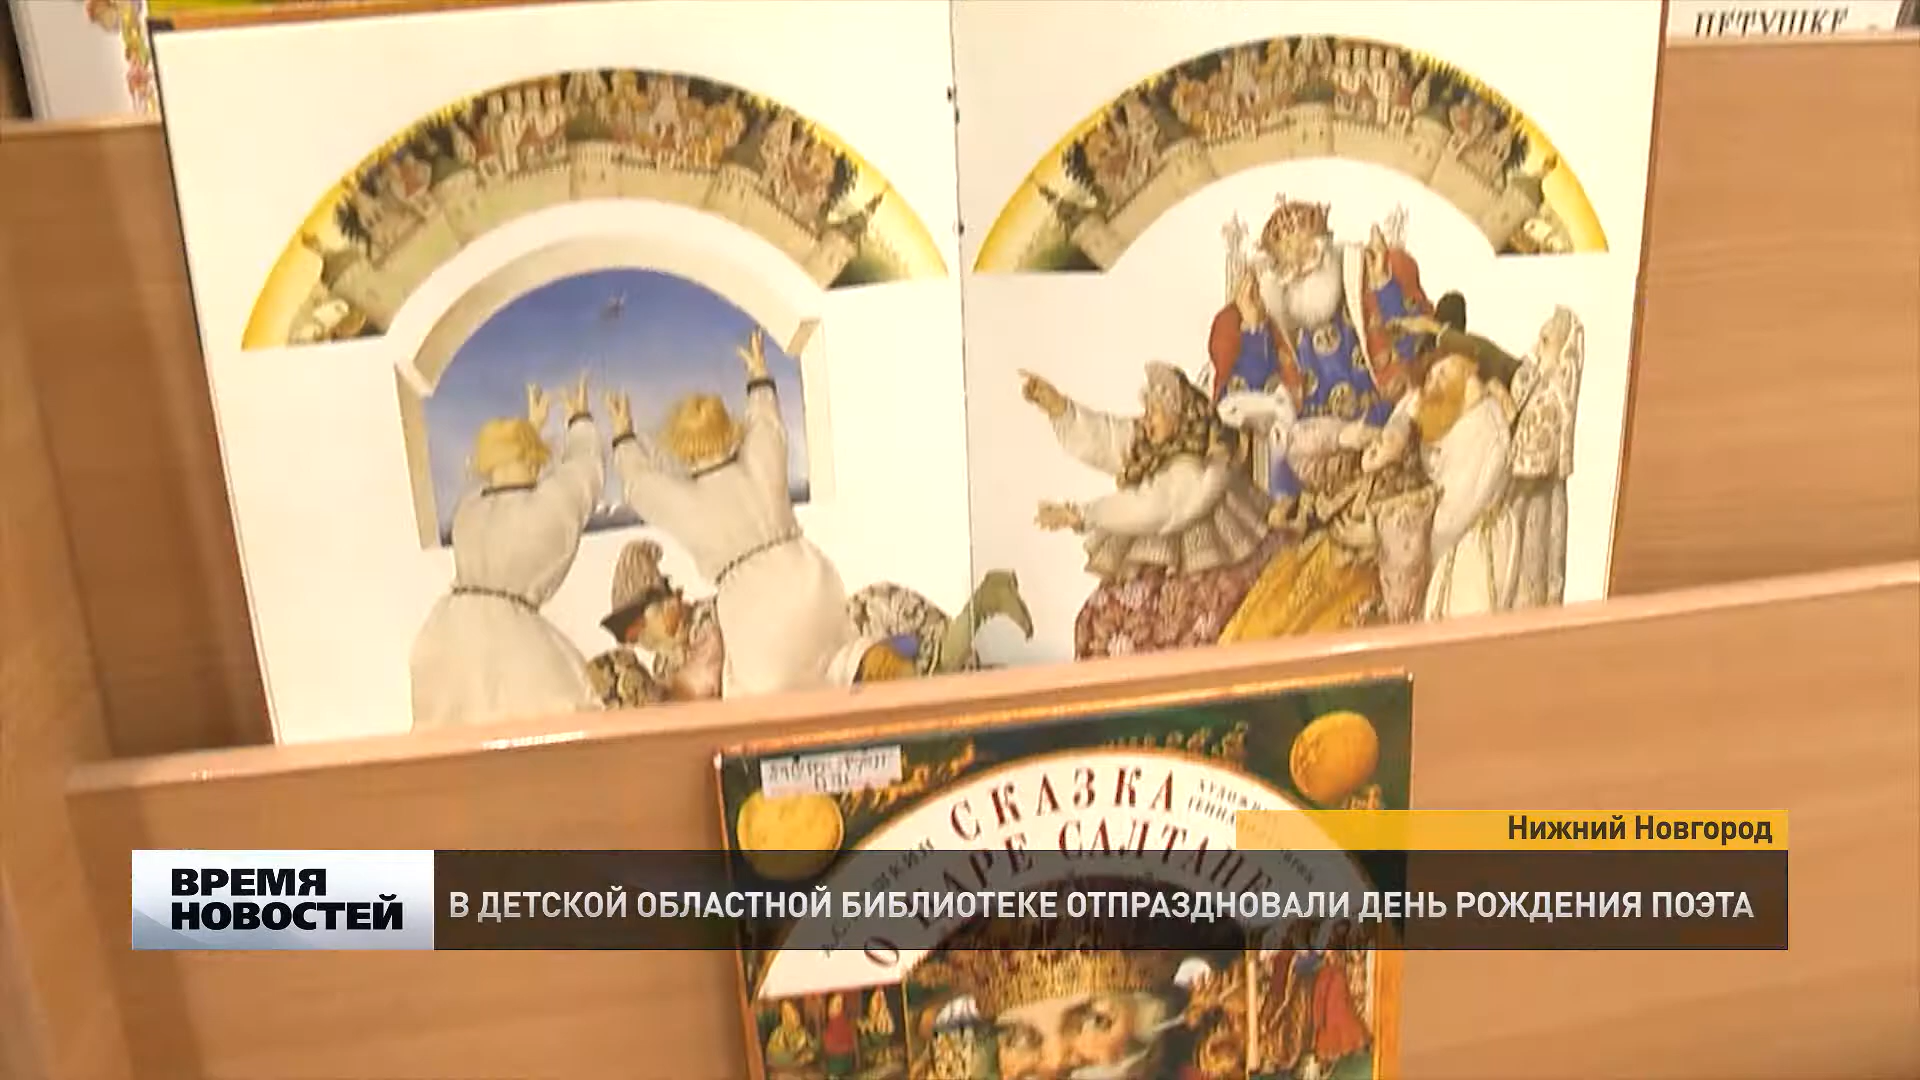 ПЕТУШКЕ
СКАЗКА
О ЦАРЕ САЛТАНЕ
Нижний Новгород
ВРЕМЯ
НОВОСТЕЙ
В ДЕТСКОЙ ОБЛАСТНОЙ БИБЛИОТЕКЕ ОТПРАЗДНОВАЛИ ДЕНЬ РОЖДЕНИЯ ПОЭТА